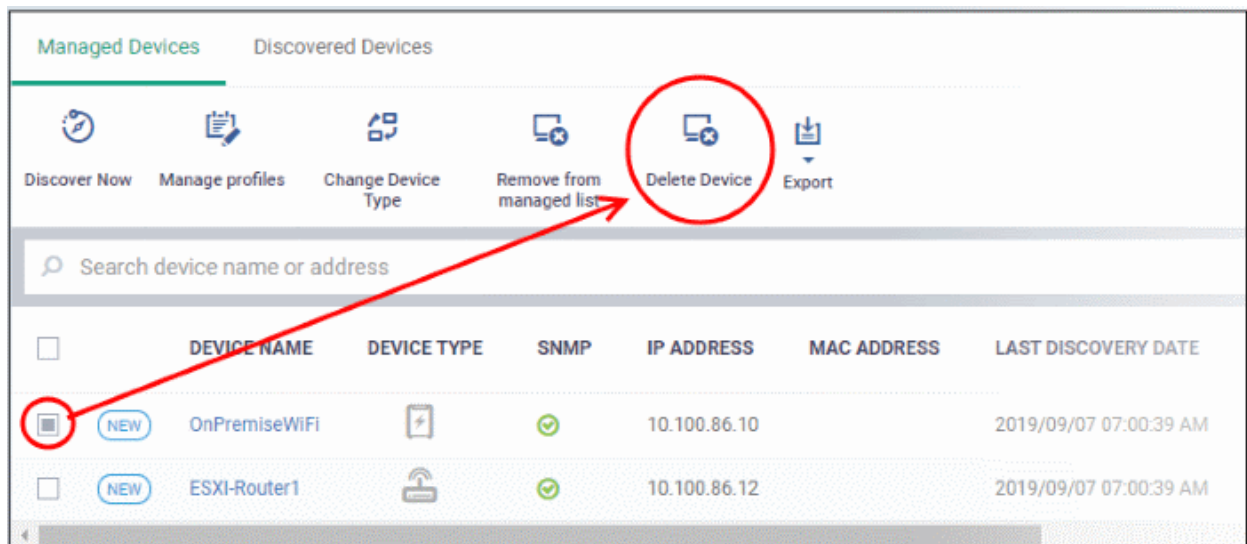 Managed Devices Discovered Devices
Discover Now Manage profiles Change Device Type Remove from managed list Delete Device Export
Search device name or address
DEVICE NAME DEVICE TYPE SNMP IP ADDRESS MAC ADDRESS LAST DISCOVERY DATE
NEW OnPremiseWiFi 10.100.86.10 2019/09/07 07:00:39 AM
NEW ESXI-Router1 10.100.86.12 2019/09/07 07:00:39 AM